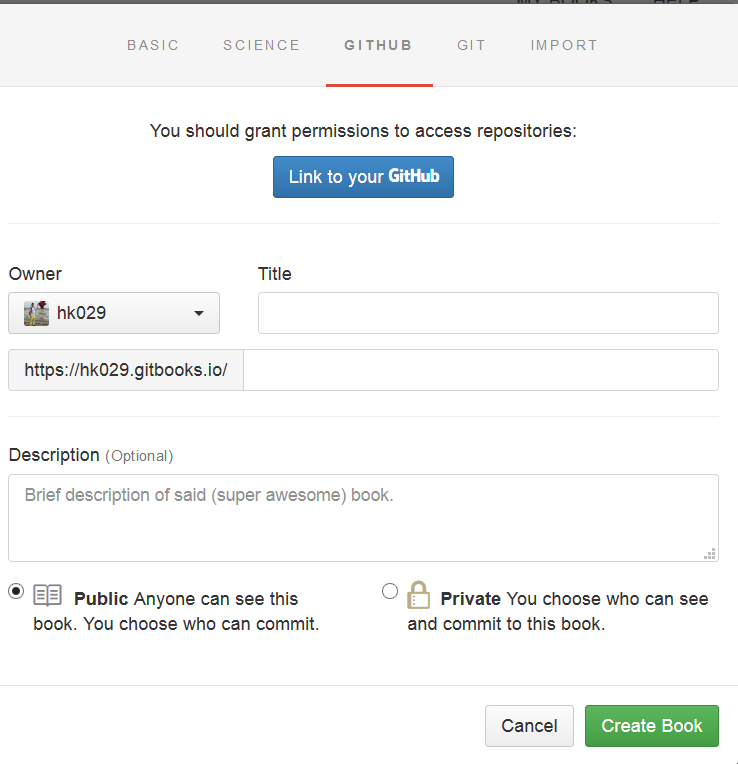 MY BOOKS HELP
BASIC SCIENCE GITHUB GIT IMPORT
You should grant permissions to access repositories:
Link to your GitHub
Owner Title
hk029
https://hk029.gitbooks.io/
Description (Optional)
Brief description of said (super awesome) book.
Public Anyone can see this
book. You choose who can commit.
Private You choose who can see
and commit to this book.
Cancel Create Book